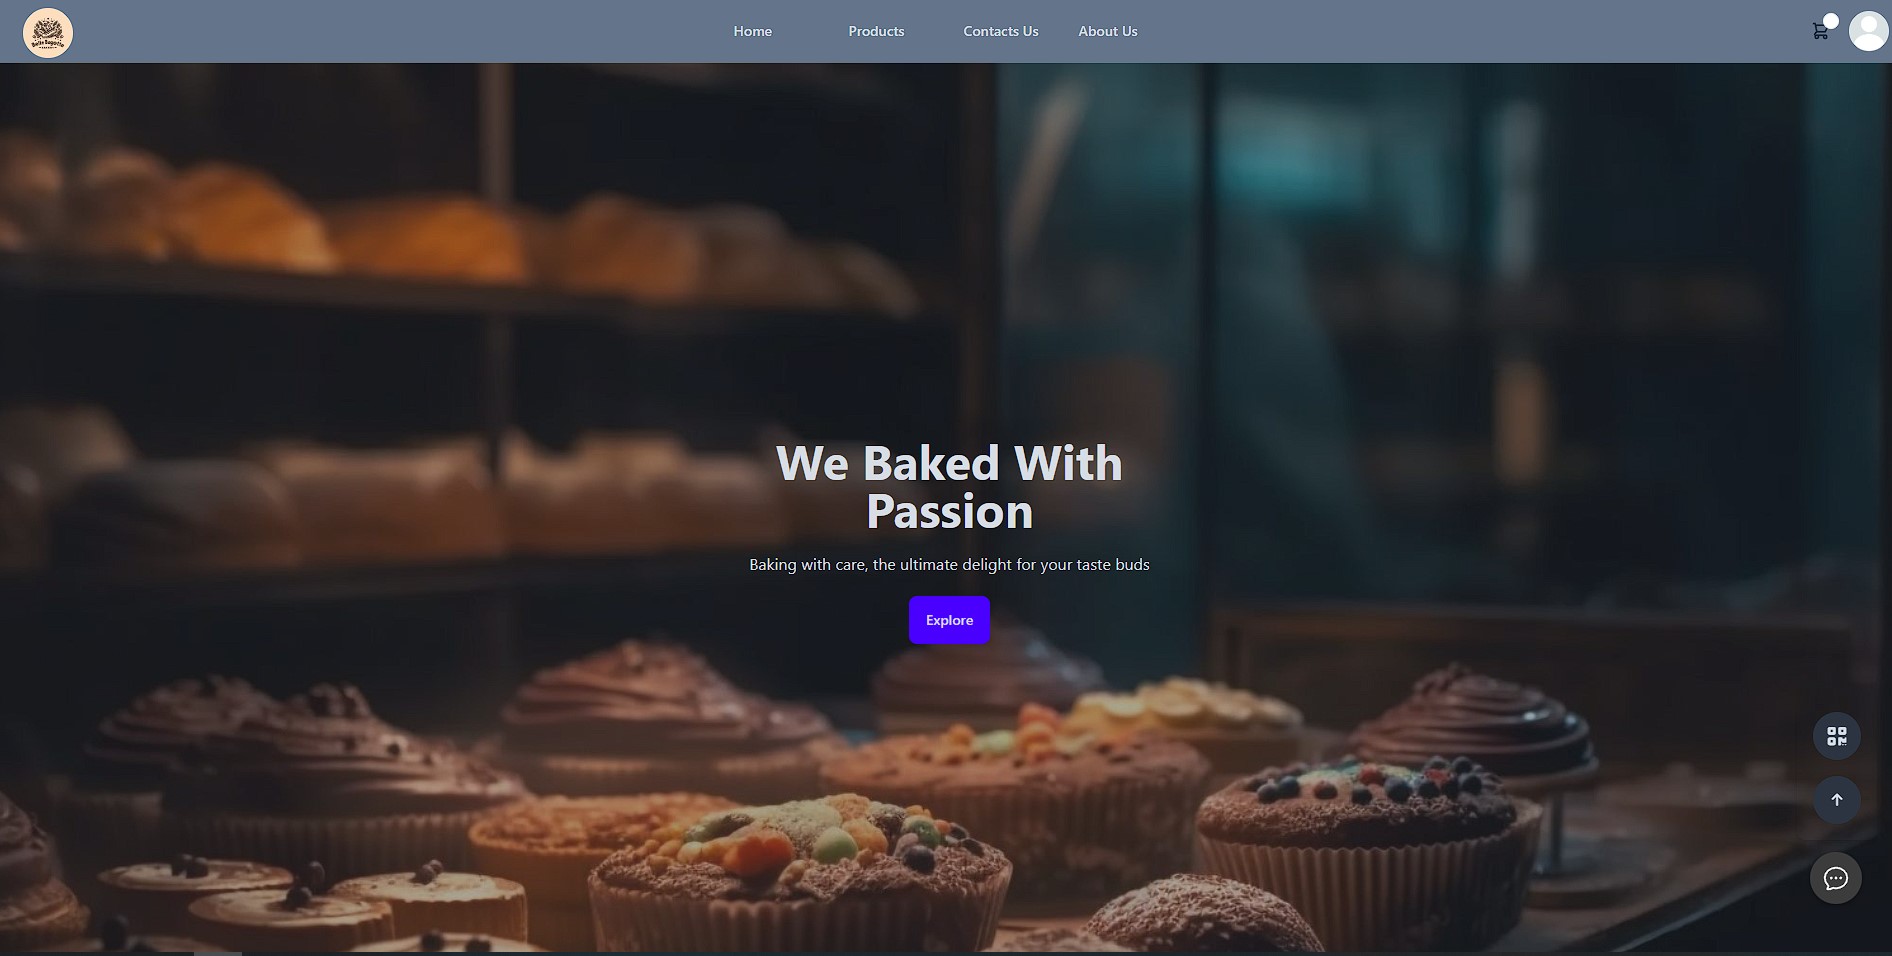 Home
Products
Contacts Us
About Us
We Baked With
Passion
Baking with care, the ultimate delight for your taste buds
Explore